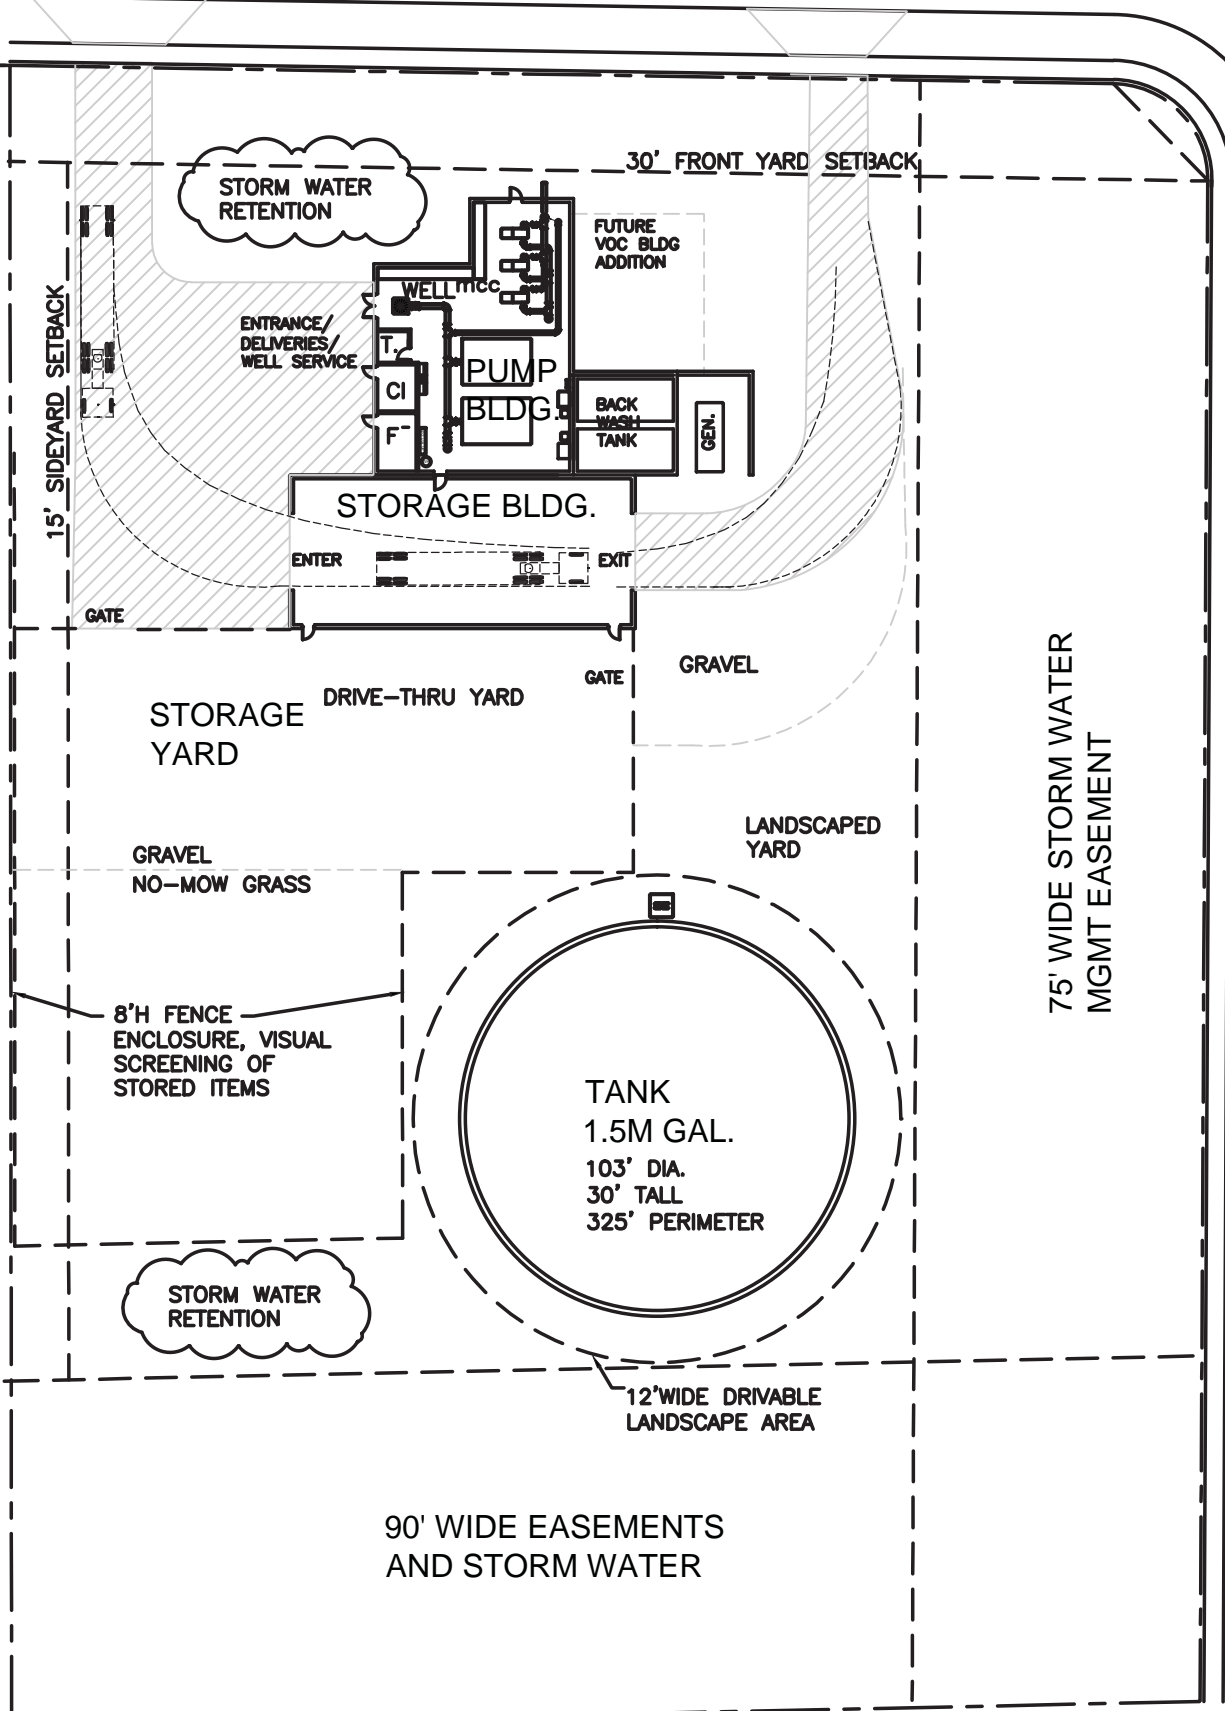 30' FRONT YARD SETBACK
STORM WATER
RETENTION
FUTURE
VOC BLDG
ADDITION
WELL
mcc
15' SIDEYARD SETBACK
ENTRANCE/
DELIVERIES/
WELL SERVICE
T.
PUMP
BLDG.
Cl
F-
BACK
WASH
TANK
GEN.
STORAGE BLDG.
ENTER
EXIT
GATE
GATE
GRAVEL
DRIVE-THRU YARD
STORAGE
YARD
75' WIDE STORM WATER
MGMT EASEMENT
LANDSCAPED
YARD
GRAVEL
NO-MOW GRASS
8'H FENCE
ENCLOSURE, VISUAL
SCREENING OF
STORED ITEMS
TANK
1.5M GAL.
103' DIA.
30' TALL
325' PERIMETER
STORM WATER
RETENTION
12'WIDE DRIVABLE
LANDSCAPE AREA
90' WIDE EASEMENTS
AND STORM WATER